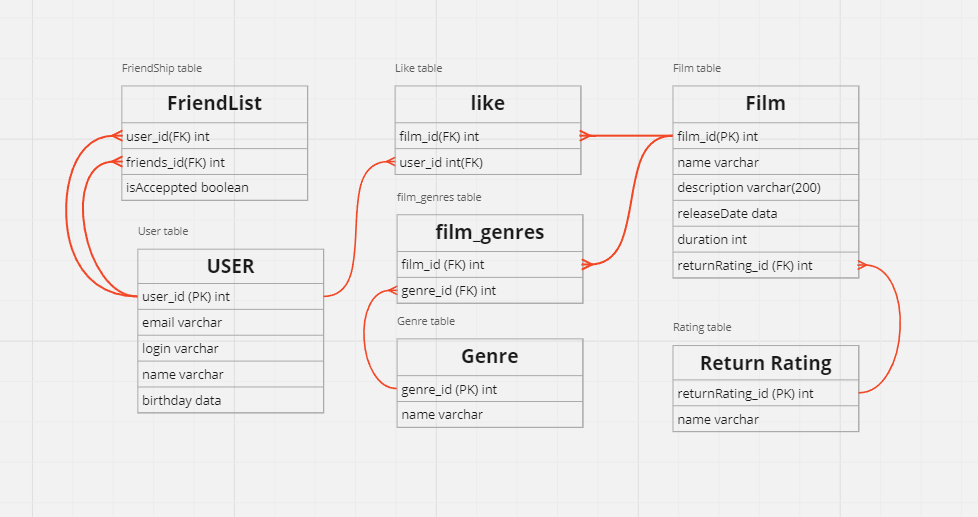 FriendShip table
FriendList
user_id(FK) int
friends_id(FK) int
isAcceppted boolean
User table
USER
user_id (PK) int
email varchar
login varchar
name varchar
birthday data
Like table
like
film_id(FK) int
user_id int(FK)
film_genres table
film_genres
film_id (FK) int
genre_id (FK) int
Genre table
Genre
genre_id (PK) int
name varchar
Film table
Film
film_id(PK) int
name varchar
description varchar(200)
releaseDate data
duration int
returnRating_id (FK) int
Rating table
Return Rating
returnRating_id (PK) int
name varchar